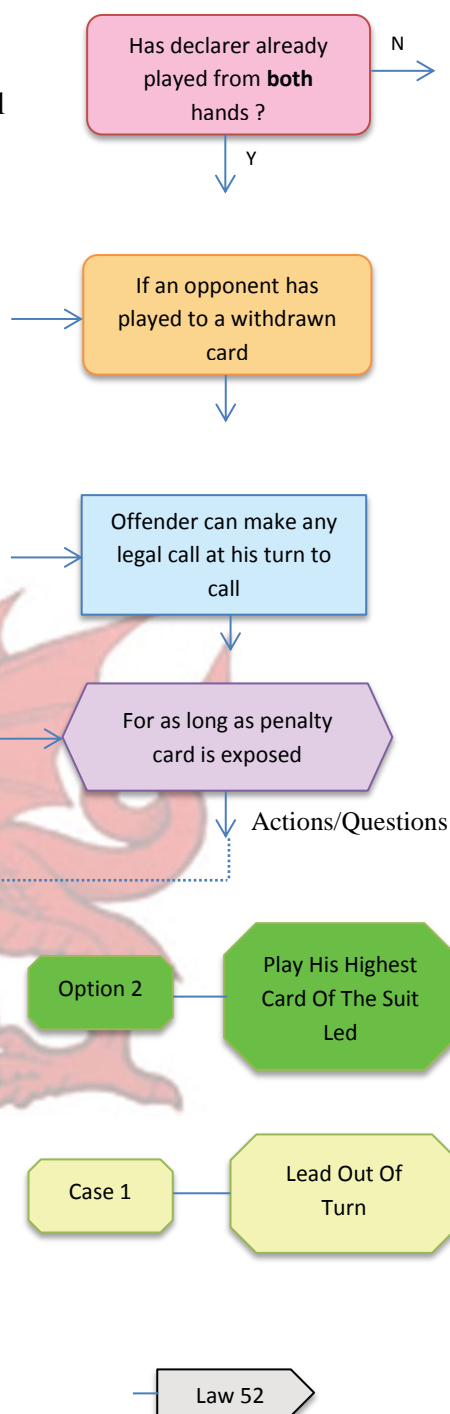 Has declarer already
played from both
hands ?
N
Y
If an opponent has
played to a withdrawn
card
Offender can make any
legal call at his turn to
call
For as long as penalty
card is exposed
Actions/Questions
Option 2
Play His Highest
Card Of The Suit
Led
Case 1
Lead Out Of
Turn
Law 52